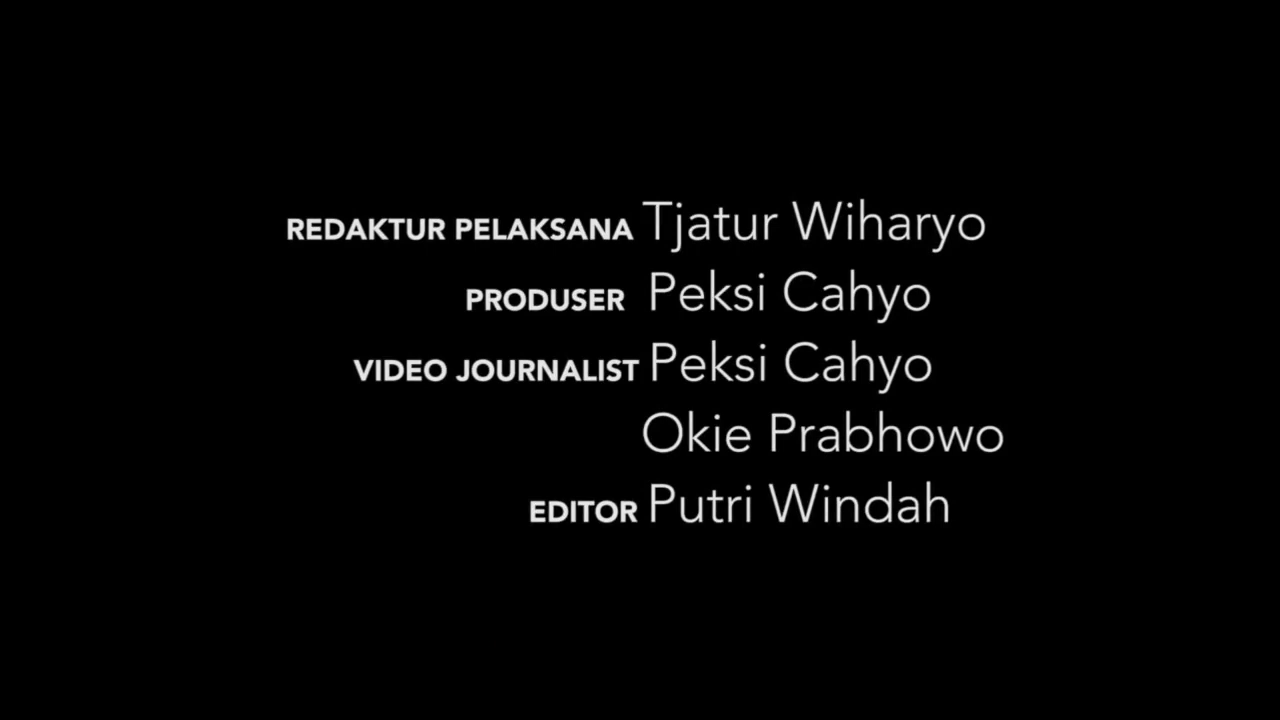 REDAKTUR PELAKSANA Tjatur Wiharyo
PRODUSER Peksi Cahyo
VIDEO JOURNALIST Peksi Cahyo
Okie Prabhowo
EDITOR Putri Windah